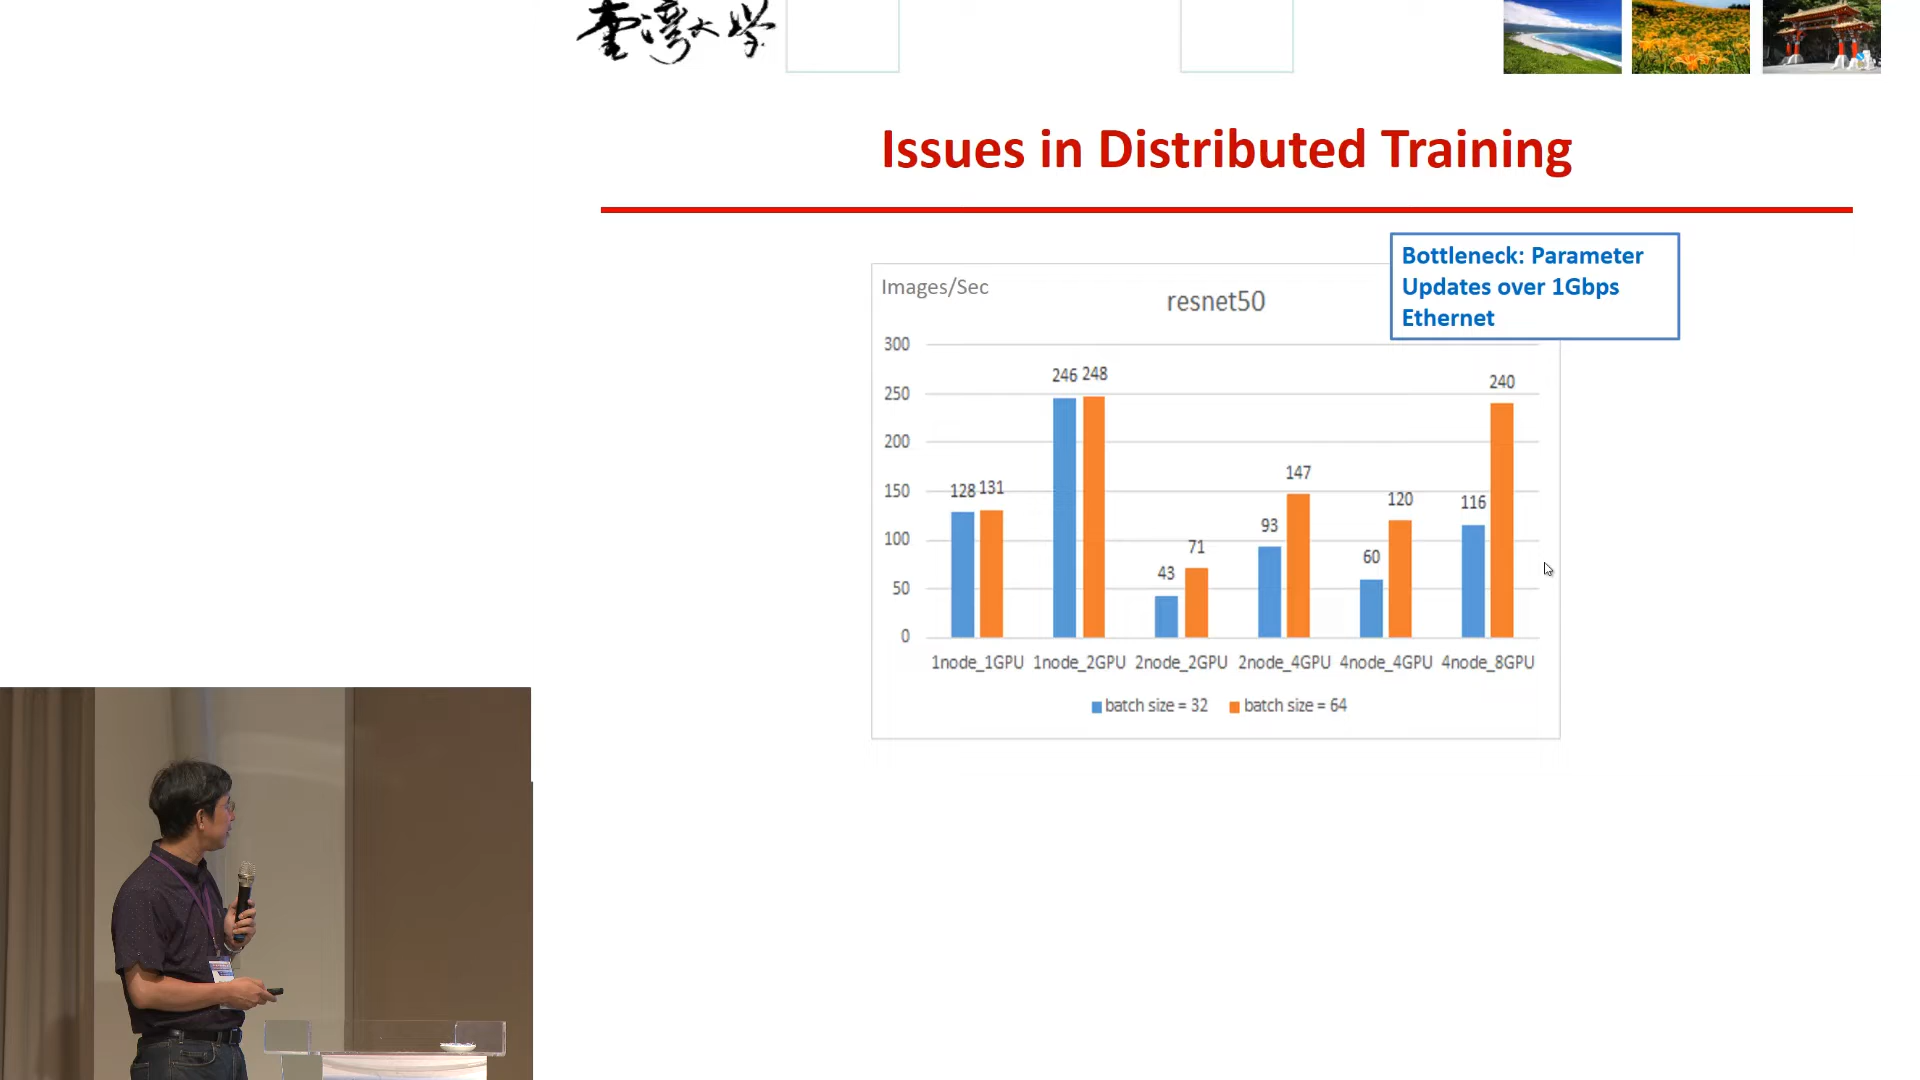 臺灣大學
Issues in Distributed Training
Bottleneck: Parameter
Updates over 1Gbps
Ethernet
Images/Sec
resnet50
300
250
200
150
100
50
0
128 131
246 248
43 71
93 147
60 120
116 240
1node_1GPU 1node_2GPU 2node_2GPU 2node_4GPU 4node_4GPU 4node_8GPU
batch size = 32 batch size = 64